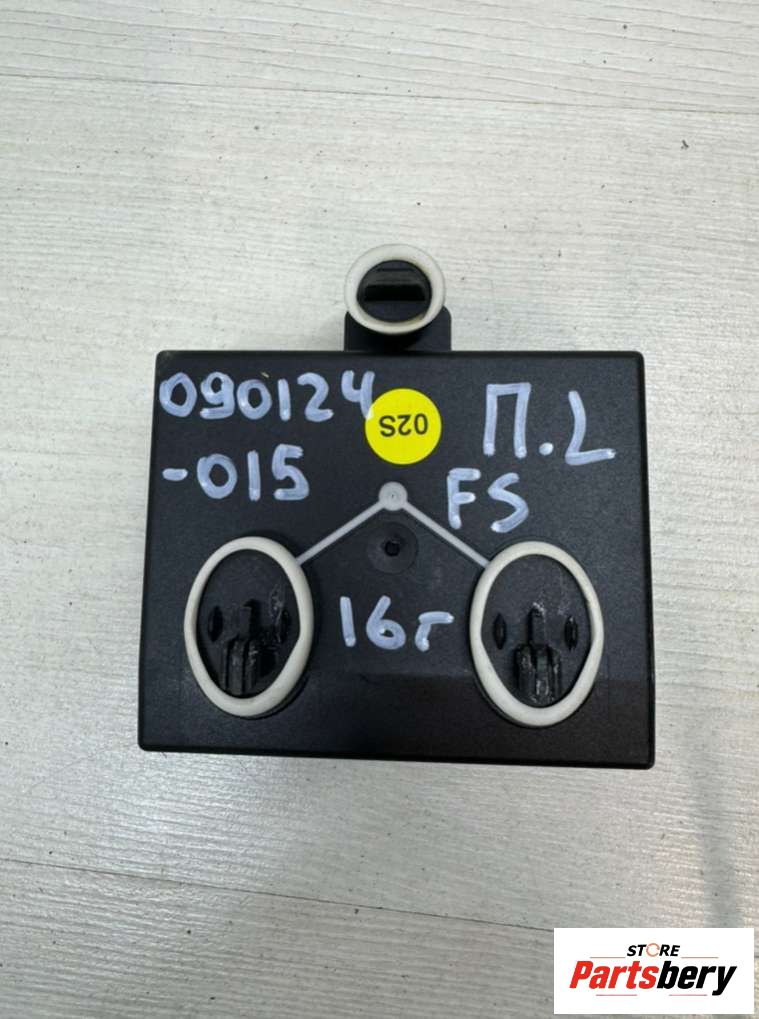 090124
-015
02S
П.L
FS
16г
STORE
Partsbery